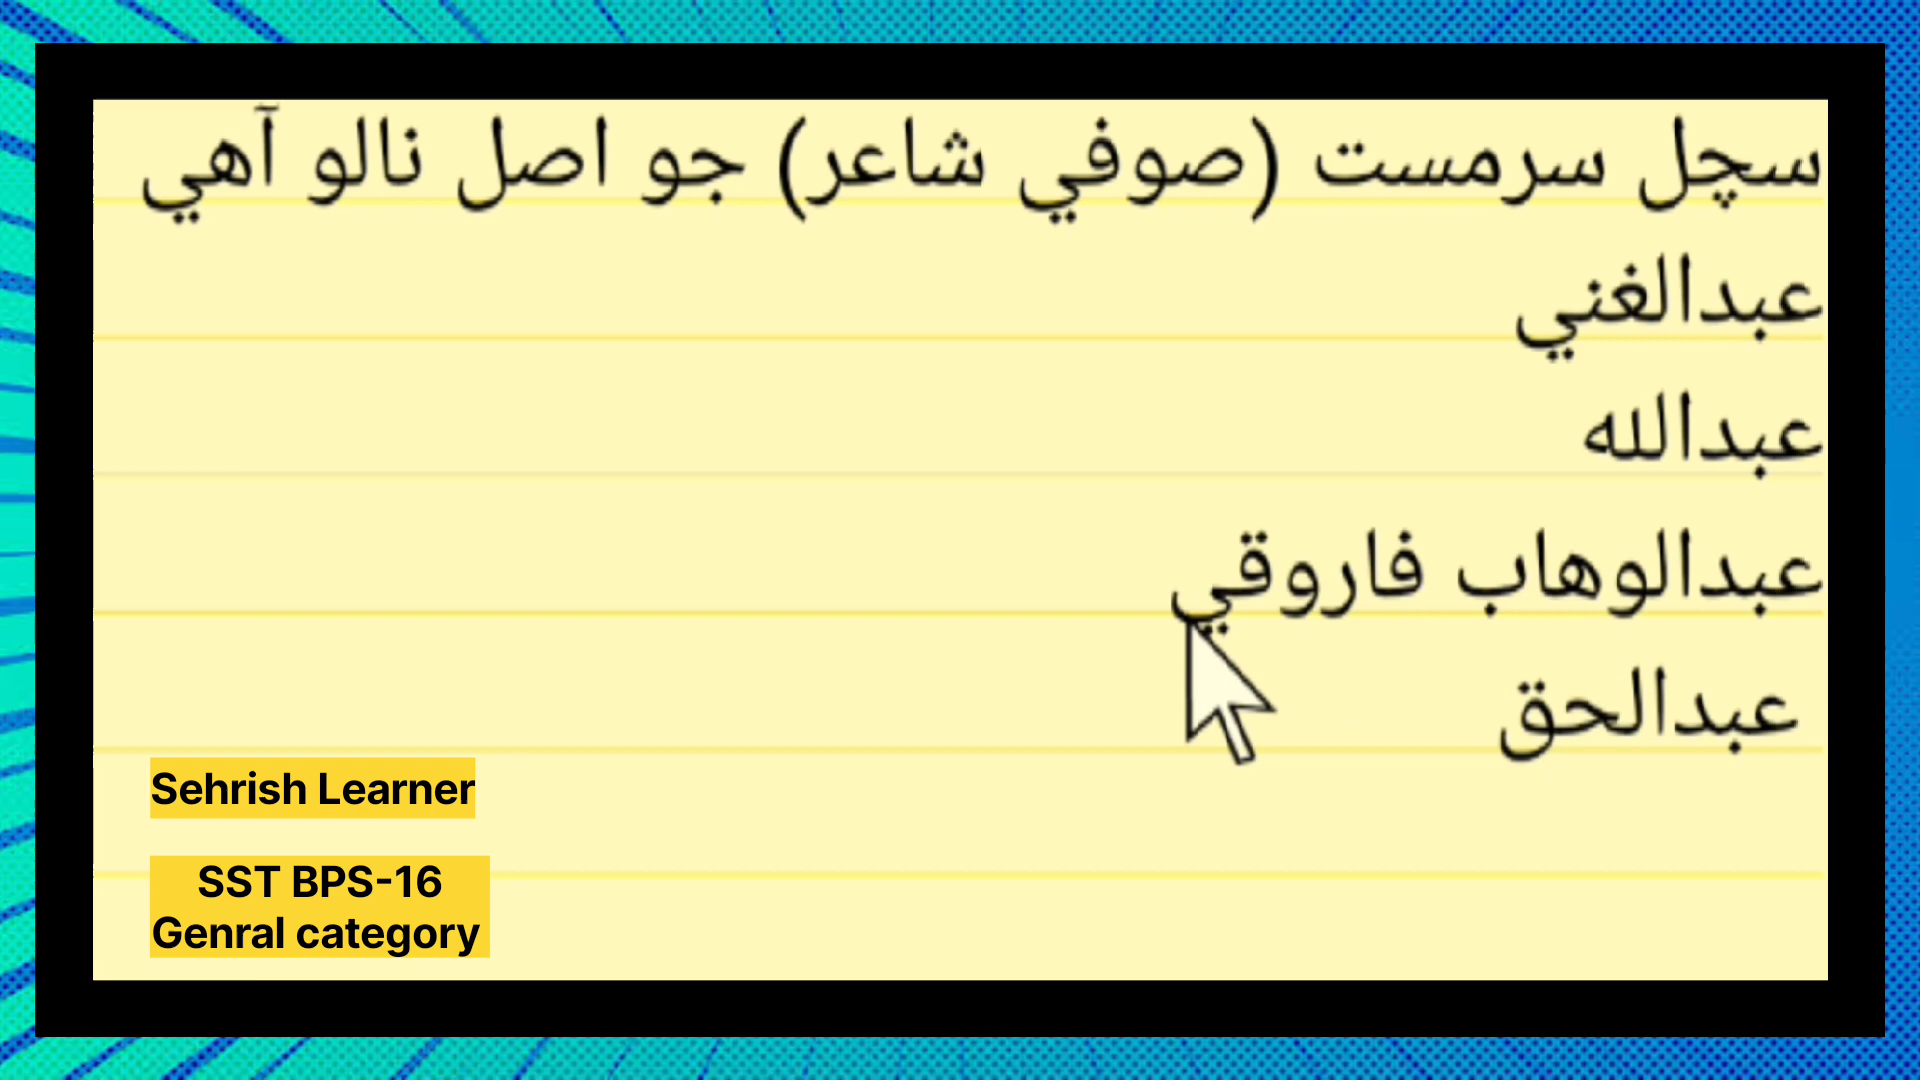 سچل سرمست (صوفي شاعر) جو اصل نالو آهي
عبدالغني
عبدالله
عبدالوهاب فاروقي
عبدالحق
Sehrish Learner
SST BPS-16
Genral category